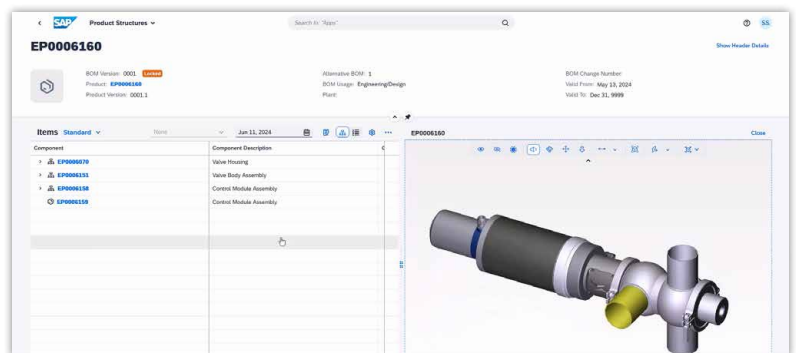 SAP Product Structures
Search In: "Apps"
SS
EP0006160
Show Header Details
BOM Version: 0001 Locked
Product: EP0006160
Product Version: 0001.1
Alternative BOM: 1
BOM Usage: Engineering/Design
Plant:
BOM Change Number:
Valid From: May 13, 2024
Valid To: Dec 31, 9999
Items Standard
None
Jun 11, 2024
EP0006160
Close
Component
Component Description
EP0006070
Valve Housing
EP0006151
Valve Body Assembly
EP0006158
Control Module Assembly
EP0006159
Control Module Assembly